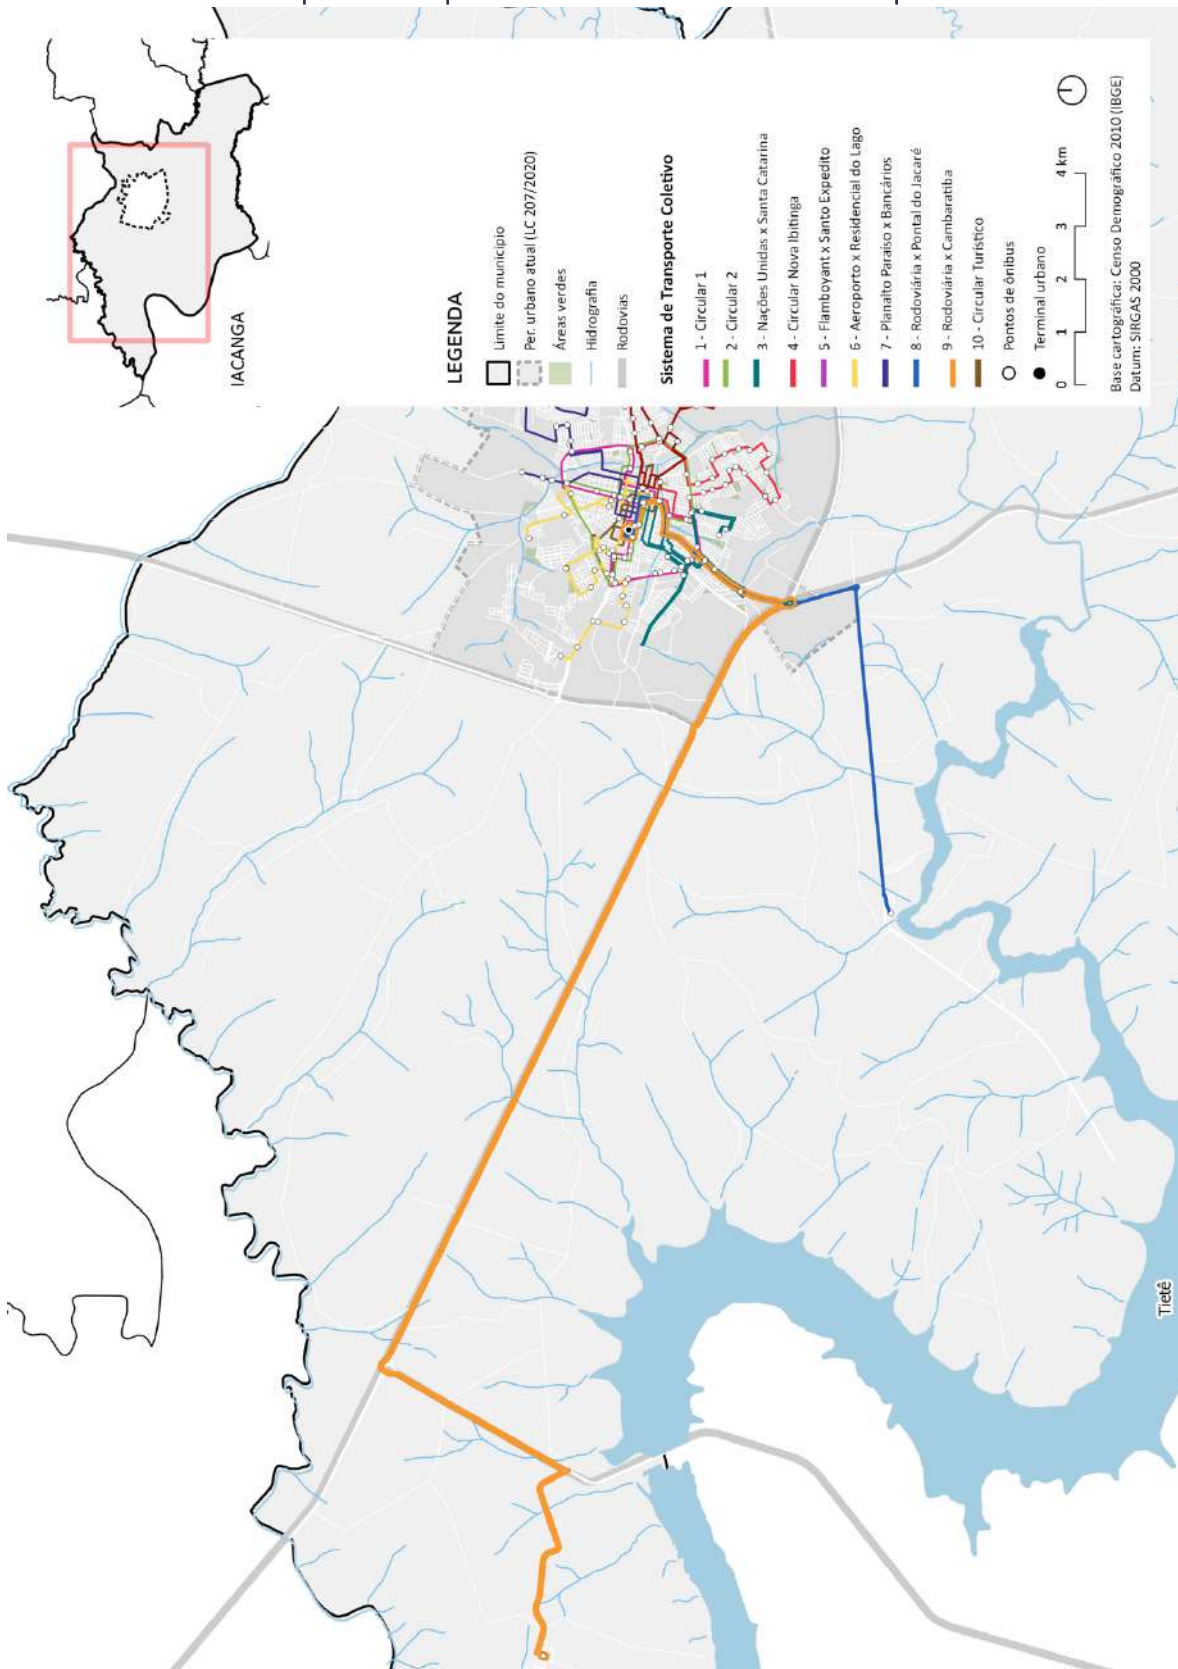 IACANGA
LEGENDA
Limite do município
Per. urbano atual (LC 207/2020)
Áreas verdes
Hidrografia
Rodovias
Sistema de Transporte Coletivo
1 - Circular 1
2 - Circular 2
3 - Nações Unidas x Santa Catarina
4 - Circular Nova Ibitinga
5 - Flamboyant x Santo Expedito
6 - Aeroporto x Residencial do Lago
7 - Planalto Paraíso x Bancários
8 - Rodoviária x Pontal do Jacaré
9 - Rodoviária x Cambaratiba
10 - Circular Turístico
Pontos de ônibus
Terminal urbano
0 1 2 3 4 km
Base cartográfica: Censo Demográfico 2010 (IBGE)
Datum: SIRGAS 2000
Tietê